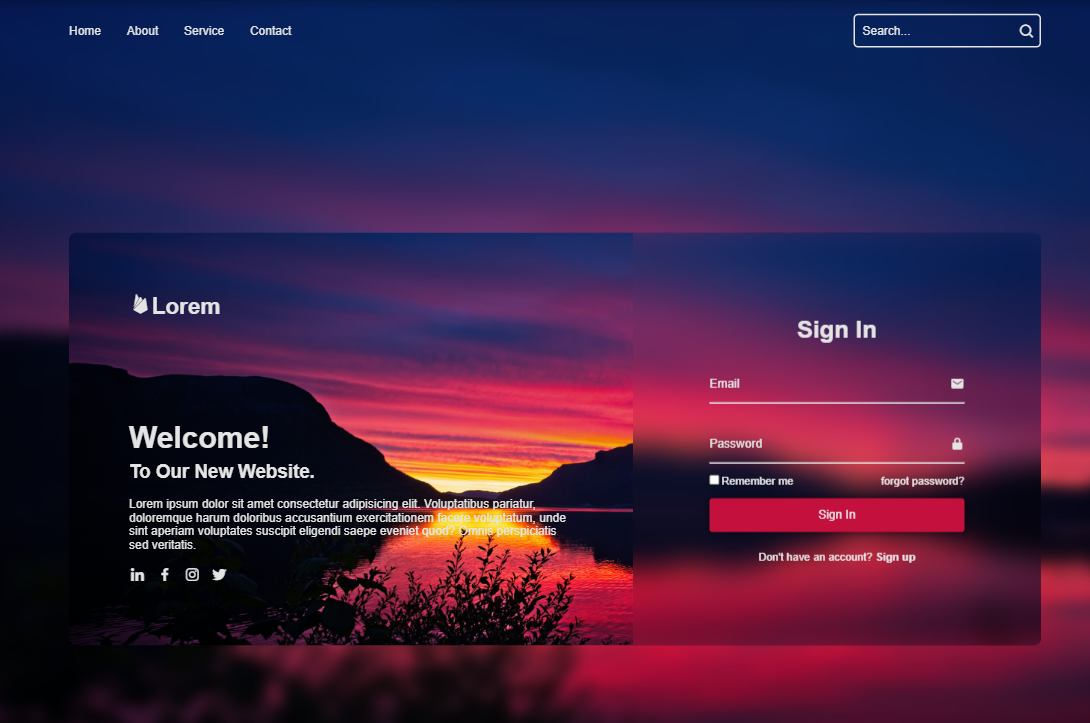 Home About Service Contact Search...
Lorem
Sign In
Email
Welcome!
Password
To Our New Website.
Remember me forgot password?
Lorem ipsum dolor sit amet consectetur adipisicing elit. Voluptatibus pariatur,
doloremque harum doloribus accusantium exercitationem facere voluptatum, unde
sint aperiam voluptates suscipit eligendi saepe eveniet quod? Omnis perspiciatis
sed veritatis.
Sign In
Don't have an account? Sign up